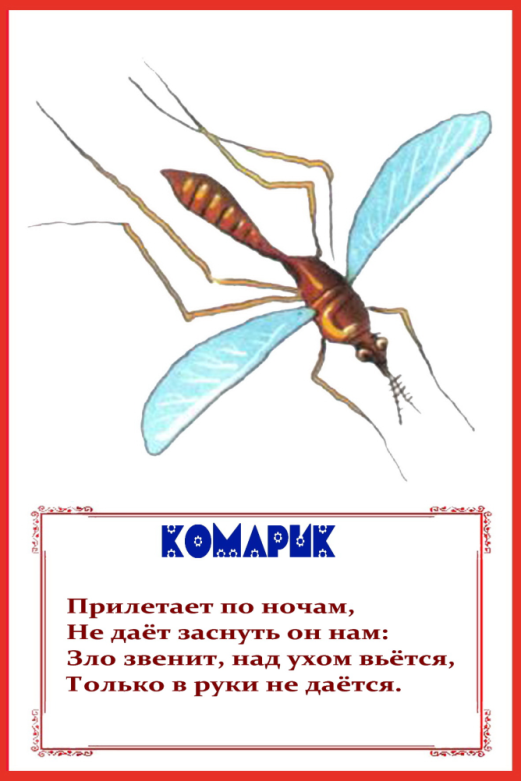 КОМАРИК
Прилетает по ночам,
Не даёт заснуть он нам:
Зло звенит, над ухом вьётся,
Только в руки не даётся.